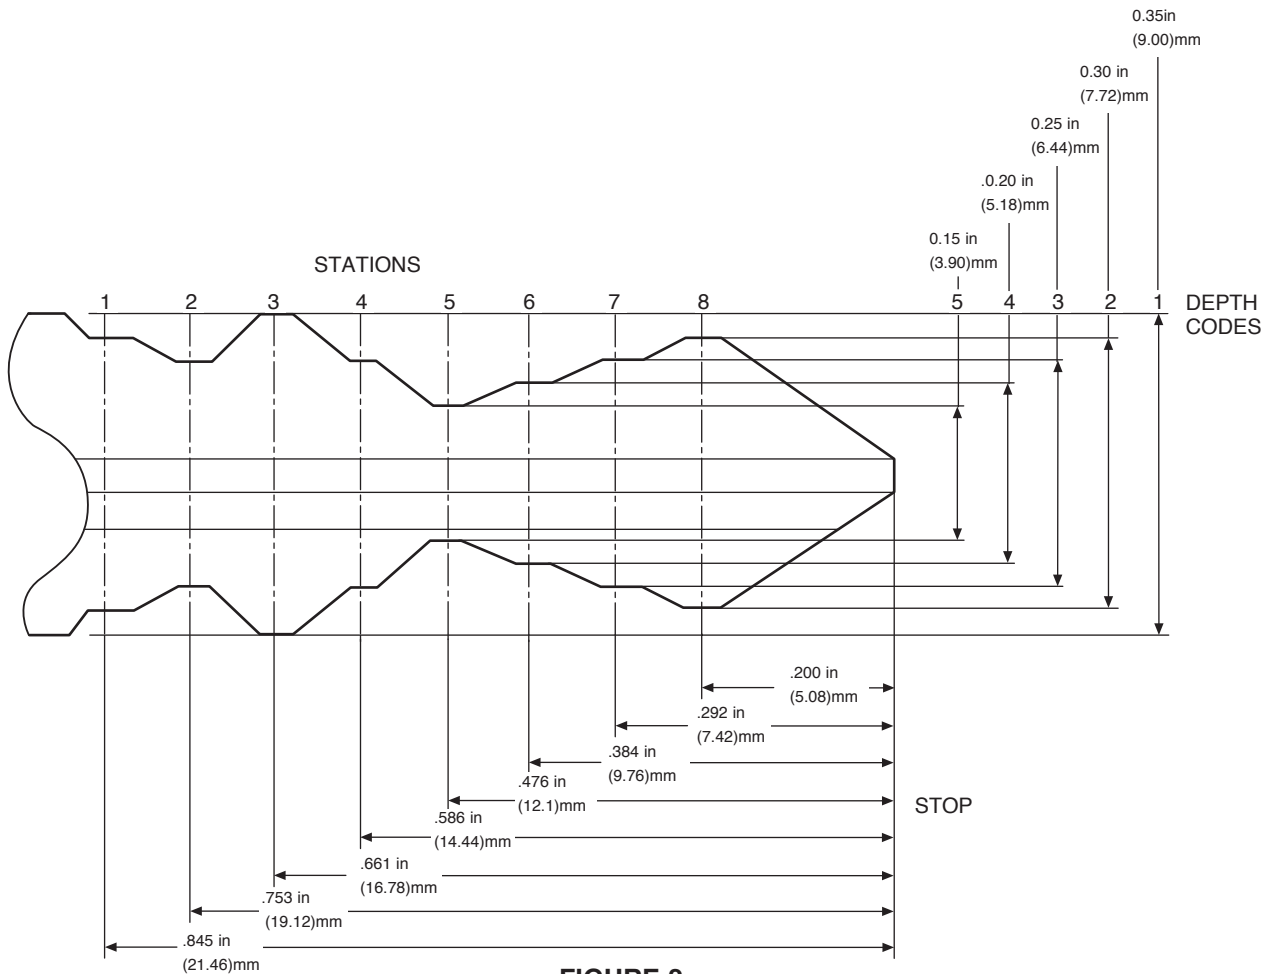 0.35in
(9.00)mm
0.30 in
(7.72)mm
0.25 in
(6.44)mm
.0.20 in
(5.18)mm
0.15 in
(3.90)mm
STATIONS
1 2 3 4 5 6 7 8 5 4 3 2 1 DEPTH
CODES
.200 in
(5.08)mm
.292 in
(7.42)mm
.384 in
(9.76)mm
.476 in
(12.1)mm
STOP
.586 in
(14.44)mm
.661 in
(16.78)mm
.753 in
(19.12)mm
.845 in
(21.46)mm